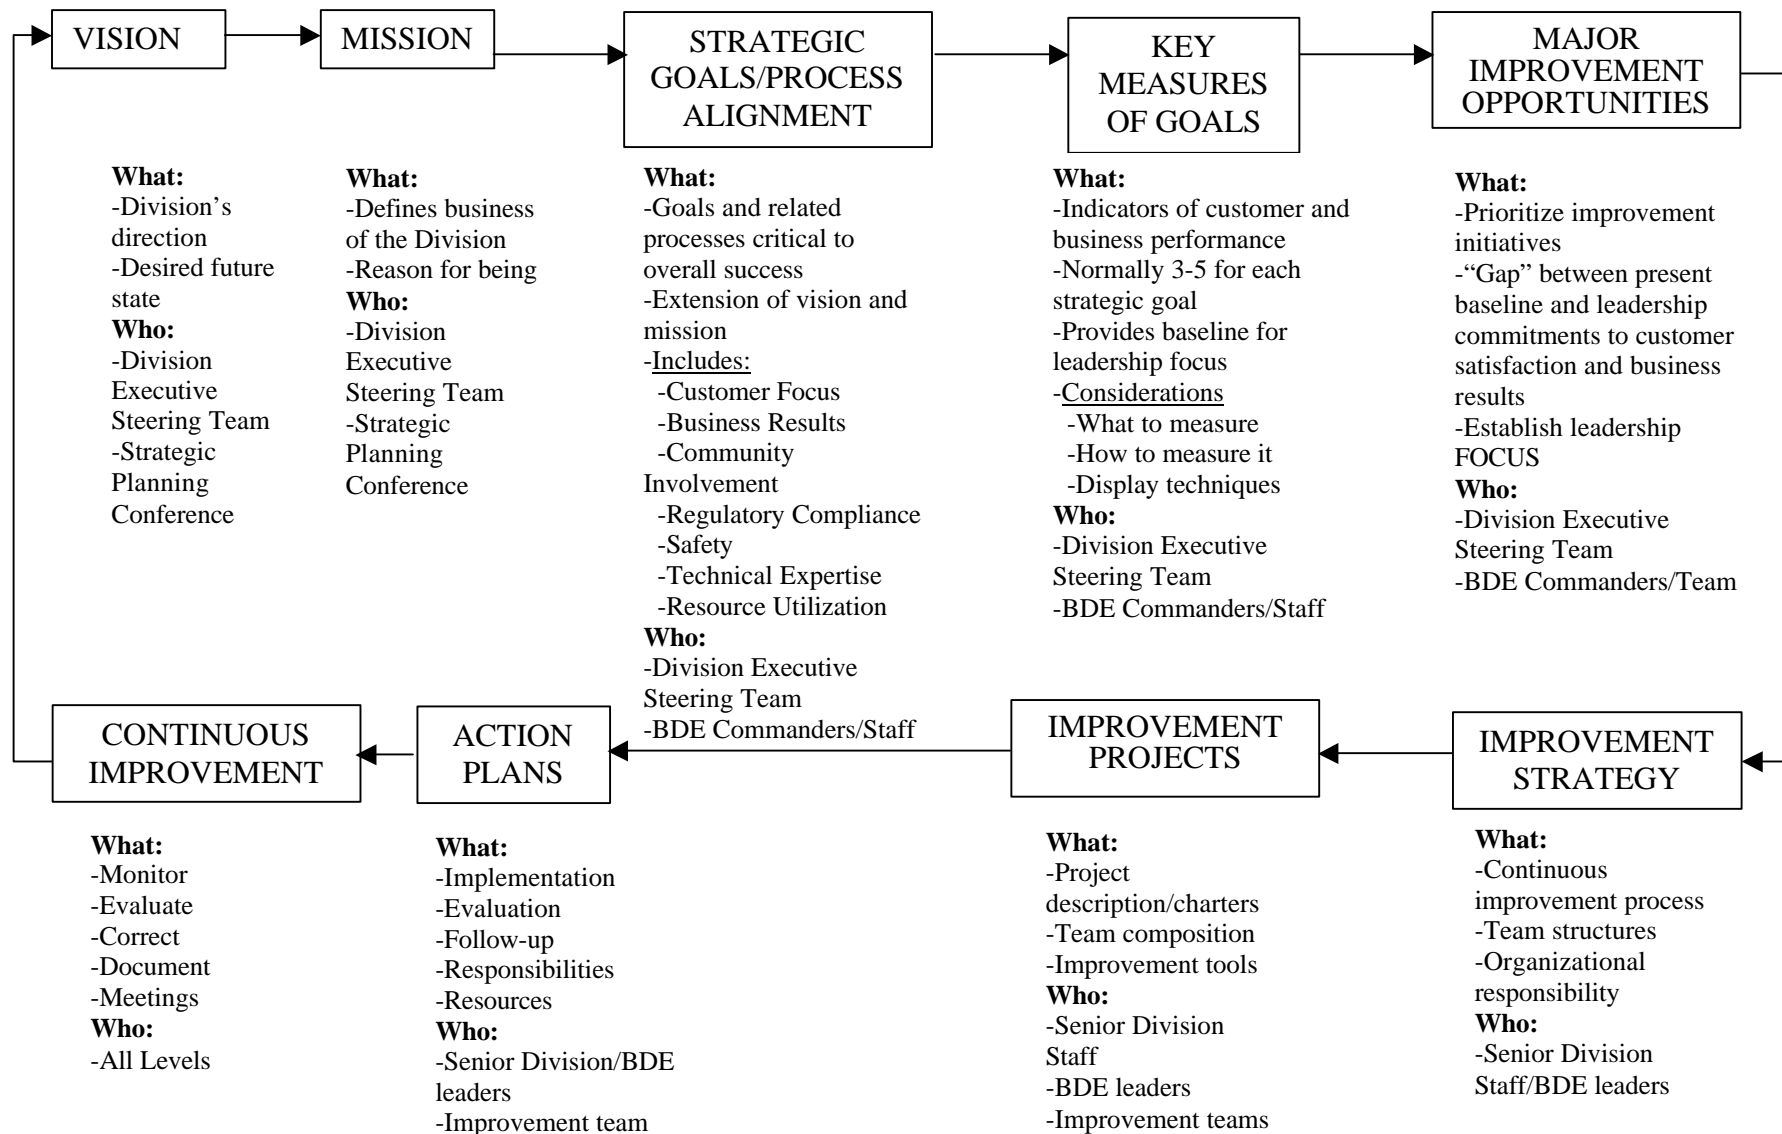 VISION
MISSION
STRATEGIC
GOALS/PROCESS
ALIGNMENT
KEY
MEASURES
OF GOALS
MAJOR
IMPROVEMENT
OPPORTUNITIES
What:
-Division’s
direction
-Desired future
state
Who:
-Division
Executive
Steering Team
-Strategic
Planning
Conference
What:
-Defines business
of the Division
-Reason for being
Who:
-Division
Executive
Steering Team
-Strategic
Planning
Conference
What:
-Goals and related
processes critical to
overall success
-Extension of vision and
mission
-Includes:
-Customer Focus
-Business Results
-Community
Involvement
-Regulatory Compliance
-Safety
-Technical Expertise
-Resource Utilization
Who:
-Division Executive
Steering Team
-BDE Commanders/Staff
What:
-Indicators of customer and
business performance
-Normally 3-5 for each
strategic goal
-Provides baseline for
leadership focus
-Considerations
-What to measure
-How to measure it
-Display techniques
Who:
-Division Executive
Steering Team
-BDE Commanders/Staff
What:
-Prioritize improvement
initiatives
-“Gap” between present
baseline and leadership
commitments to customer
satisfaction and business
results
-Establish leadership
FOCUS
Who:
-Division Executive
Steering Team
-BDE Commanders/Team
CONTINUOUS
IMPROVEMENT
ACTION
PLANS
IMPROVEMENT
PROJECTS
IMPROVEMENT
STRATEGY
What:
-Monitor
-Evaluate
-Correct
-Document
-Meetings
Who:
-All Levels
What:
-Implementation
-Evaluation
-Follow-up
-Responsibilities
-Resources
Who:
-Senior Division/BDE
leaders
-Improvement team
What:
-Project
description/charters
-Team composition
-Improvement tools
Who:
-Senior Division
Staff
-BDE leaders
-Improvement teams
What:
-Continuous
improvement process
-Team structures
-Organizational
responsibility
Who:
-Senior Division
Staff/BDE leaders